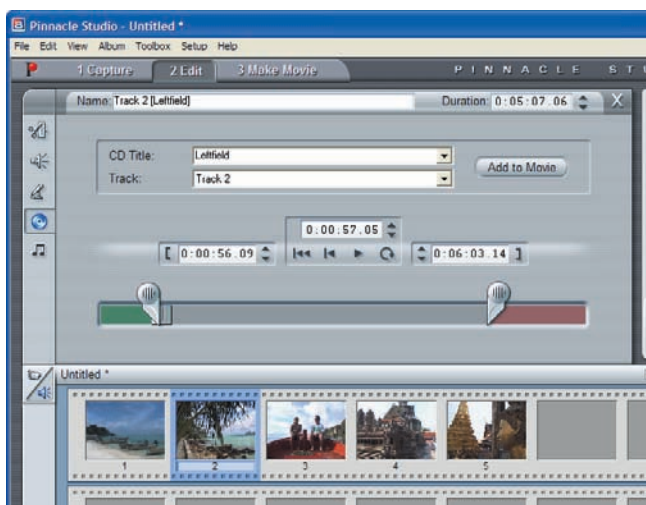 Pinnacle Studio - Untitled *
File Edit View Album Toolbox Setup Help
1 Capture 2 Edit 3 Make Movie PINNACLE STU
Name: Track 2 [Leftfield] Duration: 0:05:07.06 X
CD Title: Leftfield
Add to Movie
Track: Track 2
0:00:57.05
[ 0:00:56.09 0:06:03.14 ]
Untitled *
1 2 3 4 5